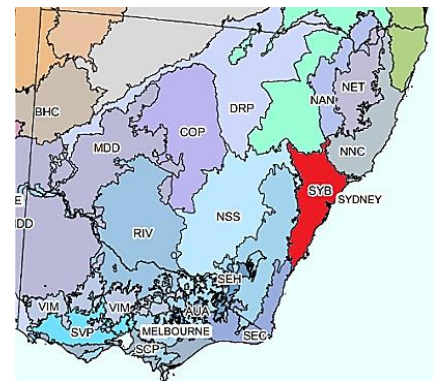 NET
NAN
DRP
BHC
COP
MDD
NNC
SYB
SYDNEY
E
DD
RIV
NSS
SEH
VIM
VIM
AUA
SVP
MELBOURNE
SEC
SCP